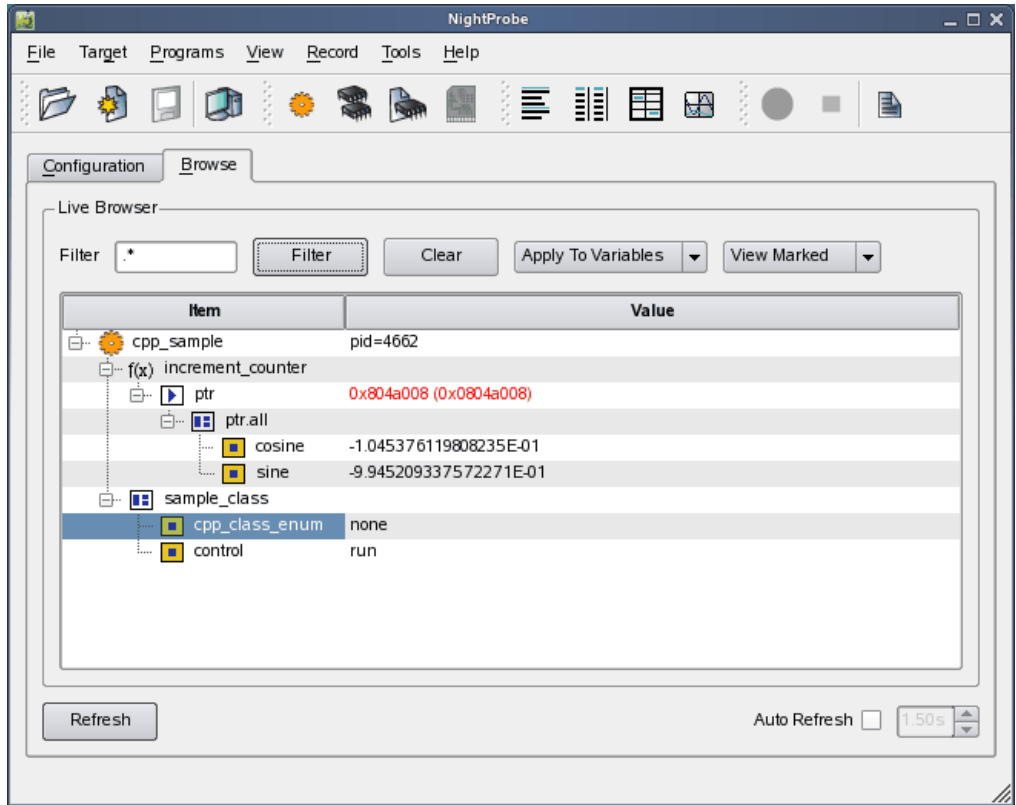 NightProbe
File Target Programs View Record Tools Help
Configuration Browse
Live Browser
Filter .* Filter Clear Apply To Variables View Marked
Item Value
cpp_sample pid=4662
f(x) increment_counter
ptr 0x804a008 (0x0804a008)
ptr.all
cosine -1.045376119808235E-01
sine -9.945209337572271E-01
sample_class
cpp_class_enum none
control run
Refresh Auto Refresh 1.50s